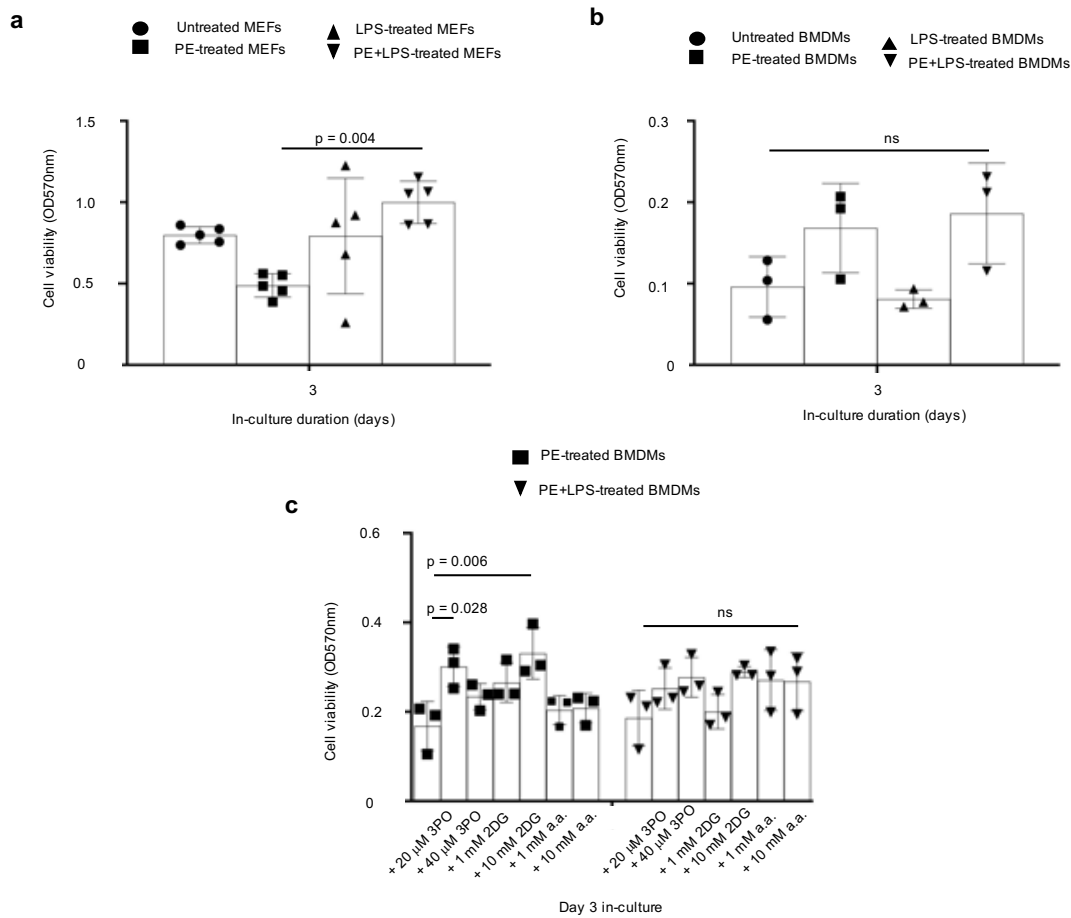 a
Untreated MEFs
PE-treated MEFs
LPS-treated MEFs
PE+LPS-treated MEFs
Cell viability (OD570nm)
1.5
1.0
0.5
0
p = 0.004
3
In-culture duration (days)
b
Untreated BMDMs
PE-treated BMDMs
LPS-treated BMDMs
PE+LPS-treated BMDMs
Cell viability (OD570nm)
0.3
0.2
0.1
0
ns
3
In-culture duration (days)
PE-treated BMDMs
PE+LPS-treated BMDMs
c
Cell viability (OD570nm)
0.6
0.4
0.2
0
p = 0.006
p = 0.028
ns
+ 20 µM 3PO
+ 40 µM 3PO
+ 1 mM 2DG
+ 10 mM 2DG
+ 1 mM a.a.
+ 10 mM a.a.
+ 20 µM 3PO
+ 40 µM 3PO
+ 1 mM 2DG
+ 10 mM 2DG
+ 1 mM a.a.
+ 10 mM a.a.
Day 3 in-culture